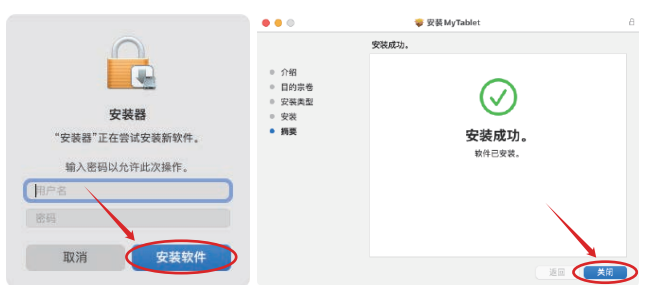 安装器
“安装器”正在尝试安装新软件。
输入密码以允许此次操作。
用户名
密码
取消
安装软件
安装 MyTablet
安装成功。
介绍
目的宗卷
安装类型
安装
摘要
安装成功。
软件已安装。
返回
关闭